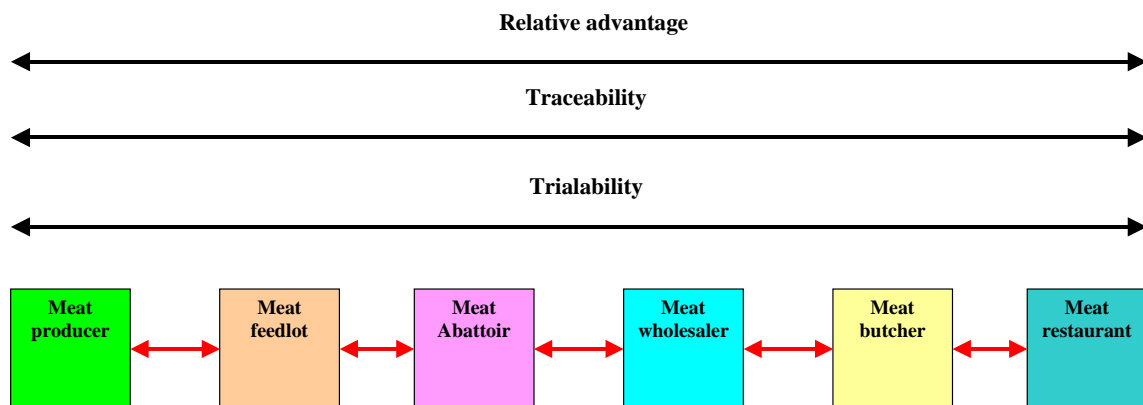 Relative advantage
Traceability
Trialability
Meat
producer
Meat
feedlot
Meat
Abattoir
Meat
wholesaler
Meat
butcher
Meat
restaurant